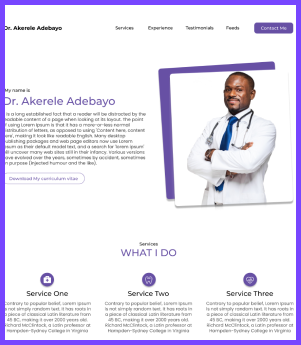 Dr. Akerele Adebayo
Services Experience Testimonials Feeds Contact Me
My name is
Dr. Akerele Adebayo
is a long established fact that a reader will be distracted by the
readable content of a page when looking at its layout. The point
f using Lorem Ipsum is that it has a more-or-less normal
istribution of letters, as opposed to using 'Content here, content
ere', making it look like readable English. Many desktop
ublishing packages and web page editors now use Lorem
psum as their default model text, and a search for 'lorem ipsum'
ill uncover many web sites still in their infancy. Various versions
ave evolved over the years, sometimes by accident, sometimes
n purpose (injected humour and the like).
Download My curriculum vitae
Services
WHAT I DO
Service One Service Two Service Three
Contrary to popular belief, Lorem Ipsum Contrary to popular belief, Lorem Ipsum Contrary to popular belief, Lorem Ipsum
is not simply random text. It has roots in is not simply random text. It has roots in is not simply random text. It has roots in
a piece of classical Latin literature from a piece of classical Latin literature from a piece of classical Latin literature from
45 BC, making it over 2000 years old. 45 BC, making it over 2000 years old. 45 BC, making it over 2000 years old.
Richard McClintock, a Latin professor at Richard McClintock, a Latin professor at Richard McClintock, a Latin professor at
Hampden-Sydney College in Virginia Hampden-Sydney College in Virginia Hampden-Sydney College in Virginia